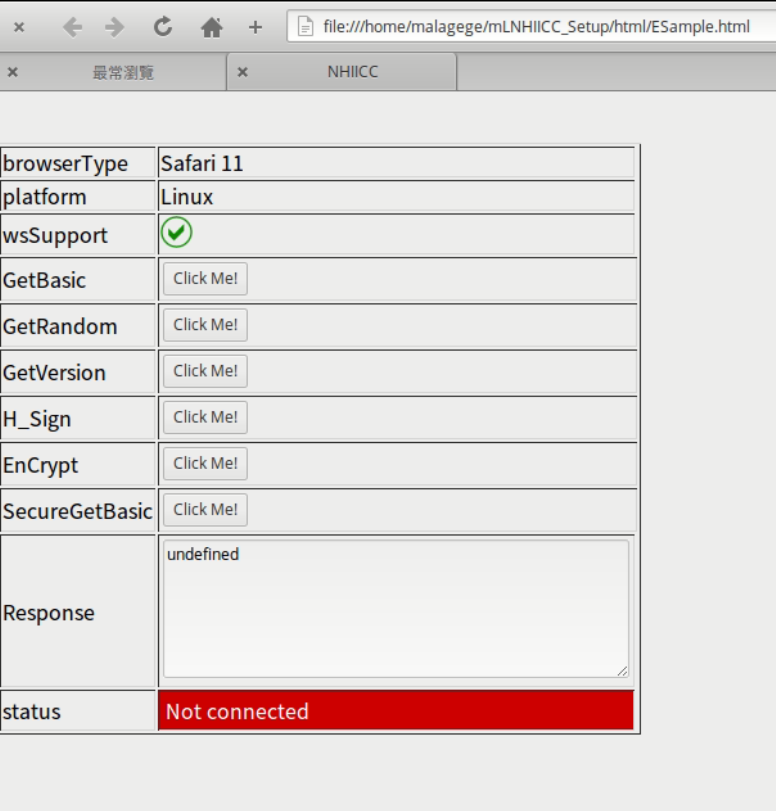 file:///home/malagege/mLNHIICC_Setup/html/ESample.html
最常瀏覽
NHIICC
browserType Safari 11
platform Linux
wsSupport
GetBasic Click Me!
GetRandom Click Me!
GetVersion Click Me!
H_Sign Click Me!
EnCrypt Click Me!
SecureGetBasic Click Me!
Response undefined
status Not connected